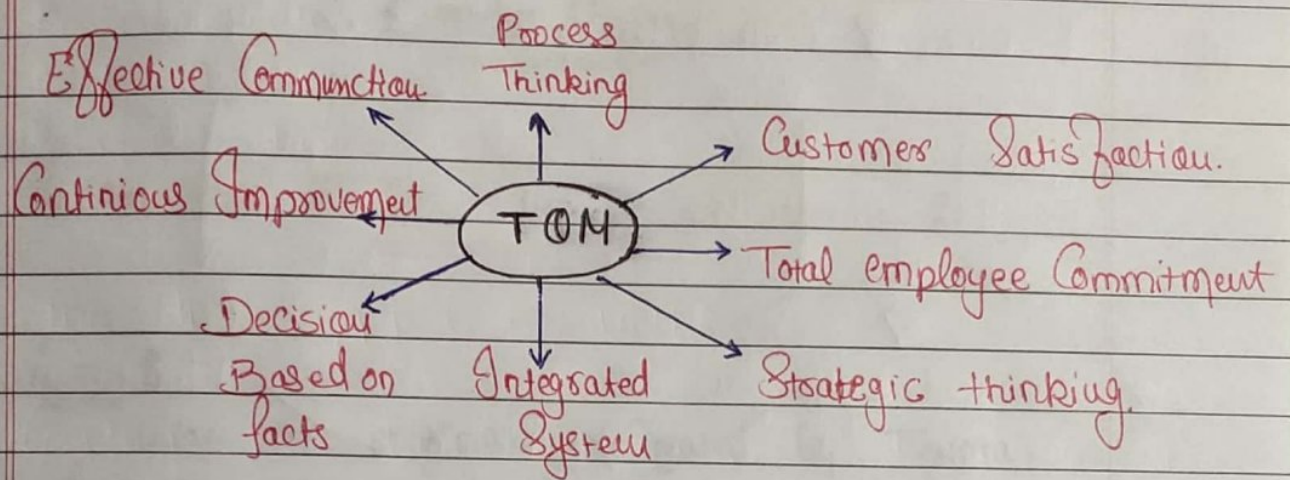 Process
Effective Communction Thinking
Customer Satisfaction.
Continious Improvement
TQM
Total employee Commitment
Decision
Based on Integrated Strategic thinking.
facts System